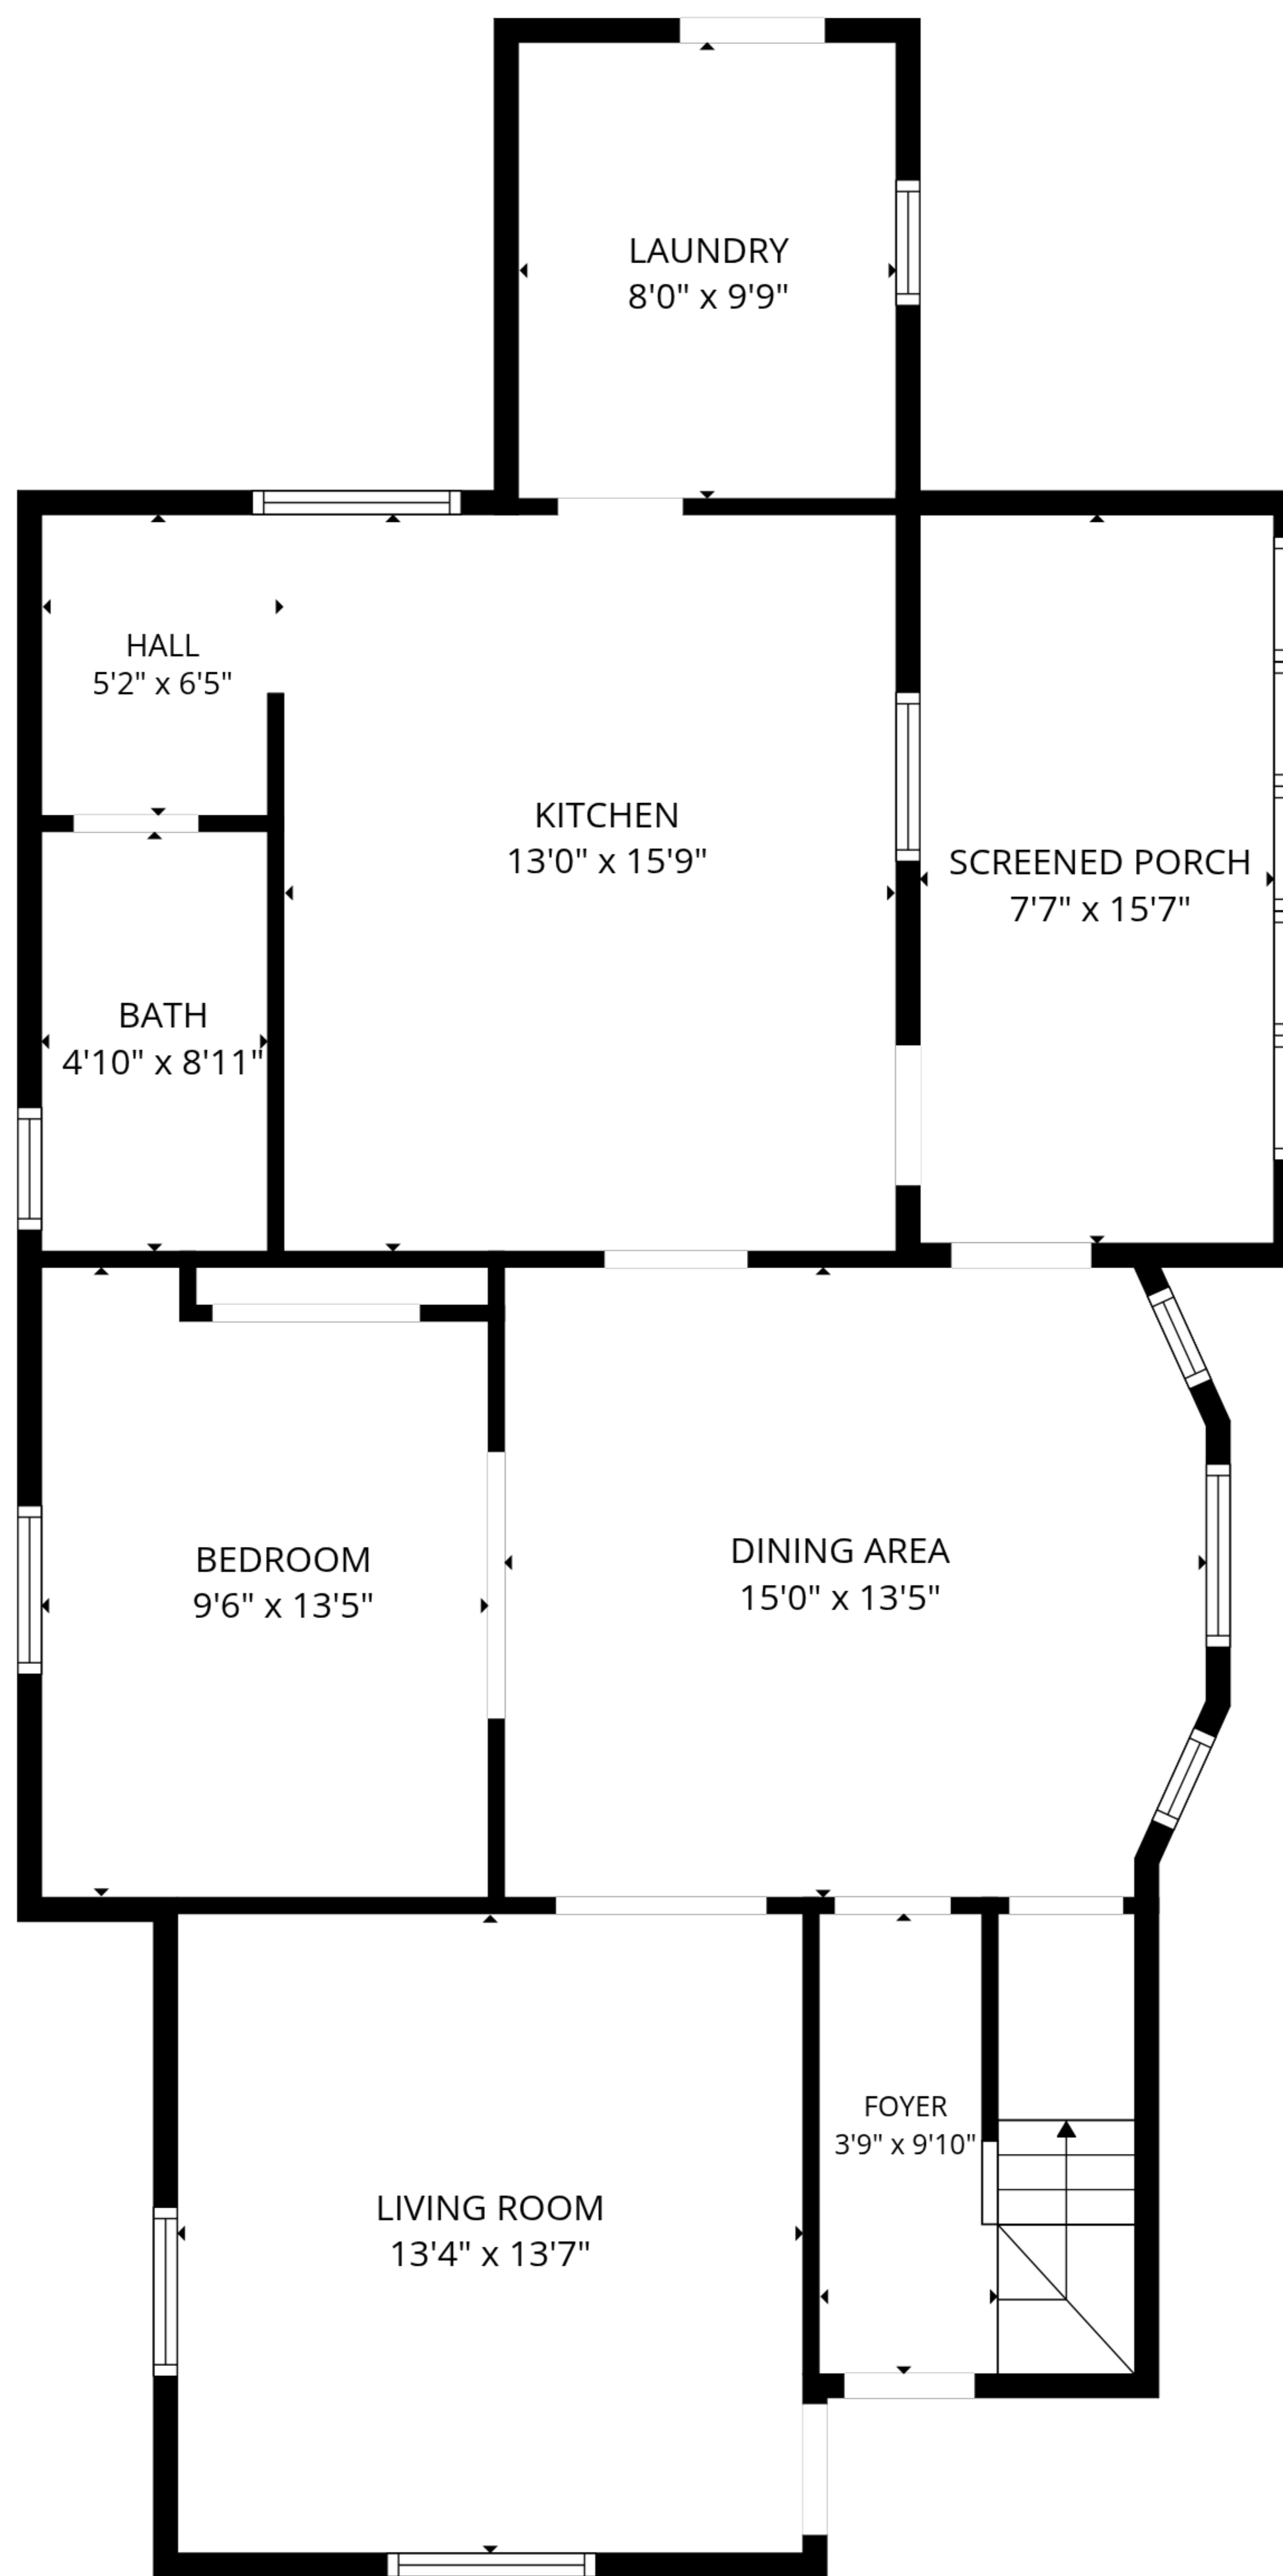 LAUNDRY
8'0" x 9'9"
HALL
5'2" x 6'5"
KITCHEN
13'0" x 15'9"
SCREENED PORCH
7'7" x 15'7"
BATH
4'10" x 8'11"
BEDROOM
9'6" x 13'5"
DINING AREA
15'0" x 13'5"
FOYER
3'9" x 9'10"
LIVING ROOM
13'4" x 13'7"